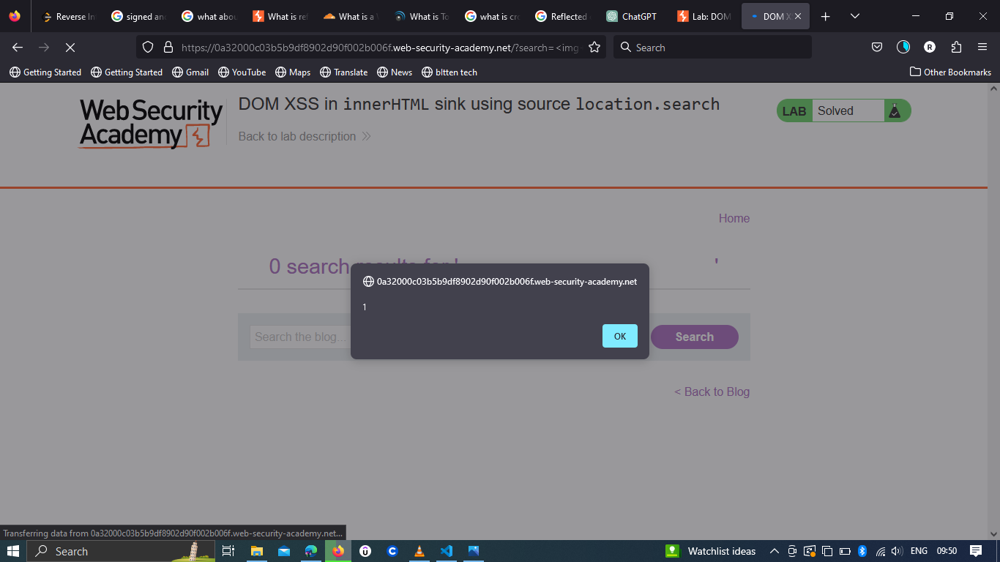 Reverse In
signed and
what abou
What is ref
What is a W
What is To
what is cro
Reflected
ChatGPT
Lab: DOM
DOM XS
https://0a32000c03b5b9df8902d90f002b006f.web-security-academy.net/?search=<img
Search
R
Getting Started
Getting Started
Gmail
YouTube
Maps
Translate
News
bltten tech
Other Bookmarks
Web Security
Academy
DOM XSS in innerHTML sink using source location.search
LAB
Solved
Back to lab description
Home
0 search results for '
'
0a32000c03b5b9df8902d90f002b006f.web-security-academy.net
1
OK
Search the blog...
Search
< Back to Blog
Transferring data from 0a32000c03b5b9df8902d90f002b006f.web-security-academy.net...
Search
Watchlist ideas
ENG
09:50